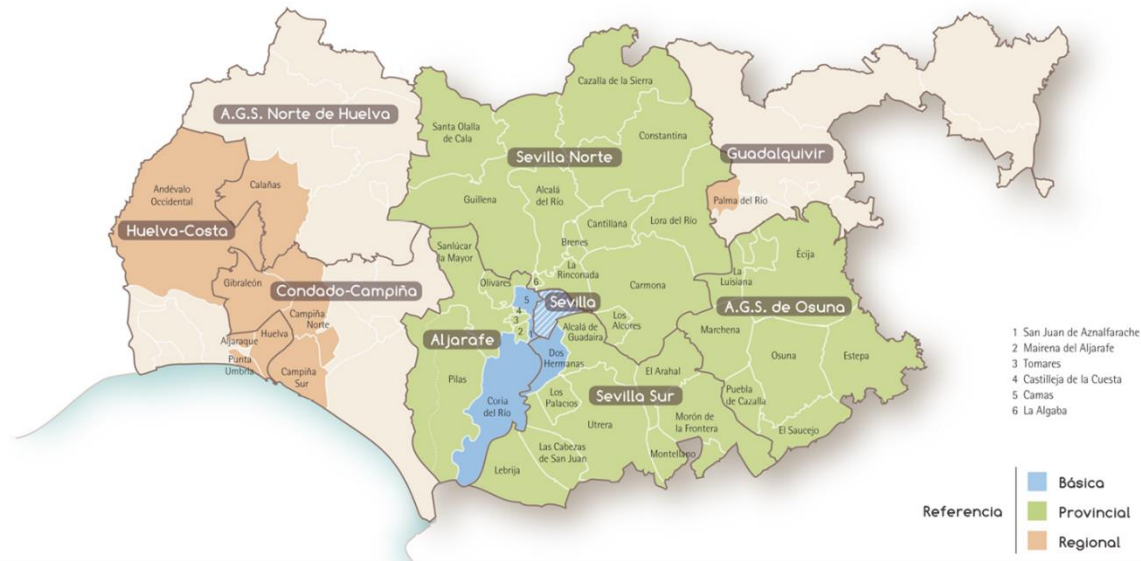 Cazalla de la Sierra
A.G.S. Norte de Huelva
Santa Olalla
de Cala
Constantina
Sevilla Norte
Guadalquivir
Andévalo
Occidental
Calañas
Guillena
Alcalá
del Río
Palma del Río
Cantillana
Lora del Río
Huelva-Costa
Sanlúcar
la Mayor
Brenes
Écija
La
Rinconada
La
Luisiana
Gibraleón
Olivares
6
Carmona
Condado-Campiña
5
Sevilla
A.G.S. de Osuna
Campiña
Norte
4
3
2
Los
Alcores
Alcalá de
Guadaira
Marchena
Huelva
Aljaraque
Aljarafe
Punta
Umbría
Dos
Hermanas
Osuna
Estepa
Campiña
Sur
Pilas
El Arahal
Los
Palacios
Sevilla Sur
Puebla
de Cazalla
Coria
del Río
Utrera
Morón de
la Frontera
El Saucejo
Las Cabezas
de San Juan
Montellano
Lebrija
1 San Juan de Aznalfarache
2 Mairena del Aljarafe
3 Tomares
4 Castilleja de la Cuesta
5 Camas
6 La Algaba
Referencia
Básica
Provincial
Regional